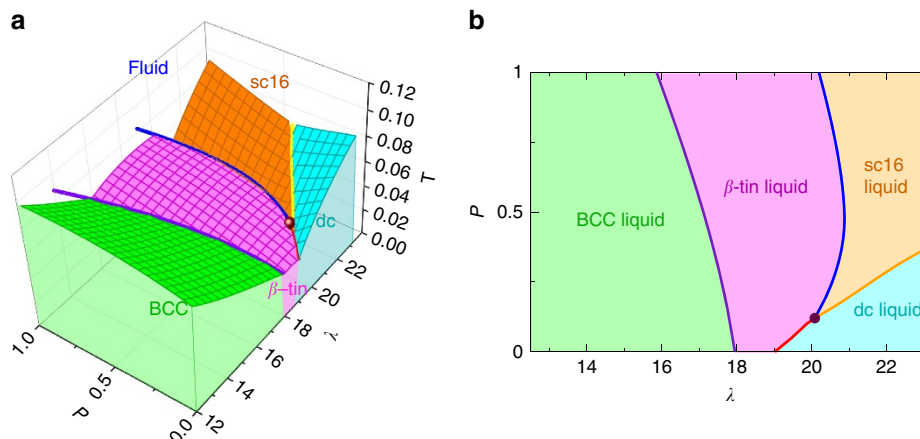 a
b
Fluid
sc16
dc
β–tin
BCC
T
0.12
0.10
0.08
0.06
0.04
0.02
0.00
22
20
18
16
14
12
λ
1.0
0.5
0.0
P
1
0.5
0
P
BCC liquid
β-tin liquid
sc16
liquid
dc liquid
14
16
18
20
22
λ